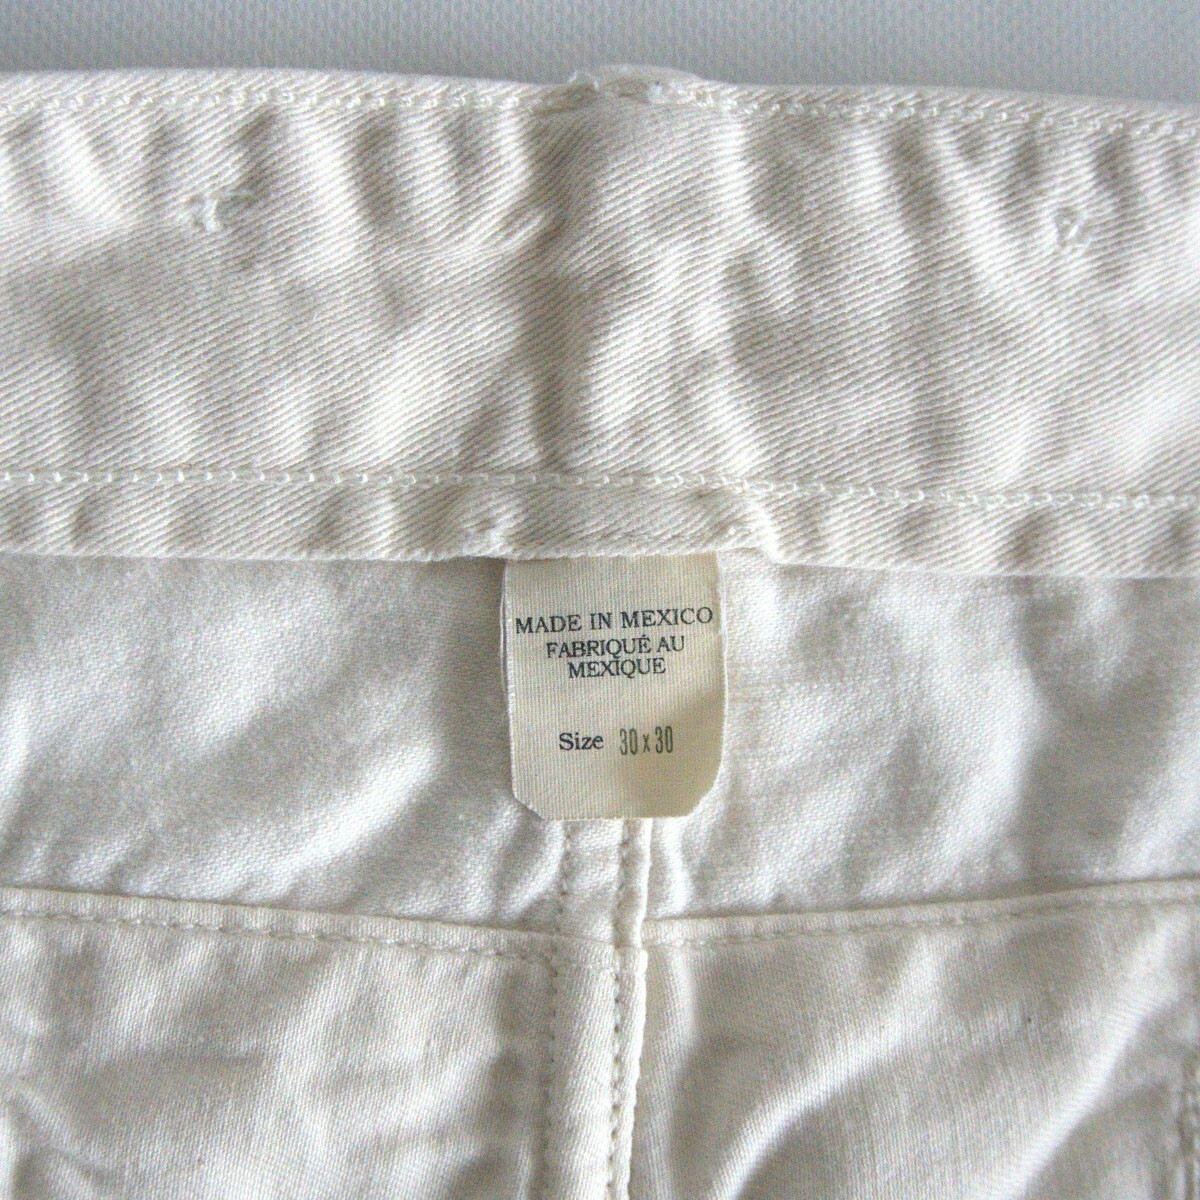 MADE IN MEXICO
FABRIQUÉ AU
MEXIQUE
Size 30 x 30